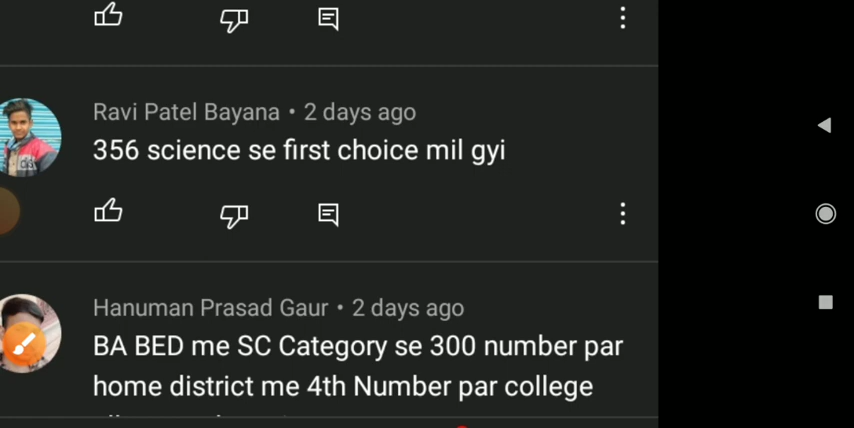 Ravi Patel Bayana • 2 days ago
356 science se first choice mil gyi
Hanuman Prasad Gaur • 2 days ago
BA BED me SC Category se 300 number par
home district me 4th Number par college